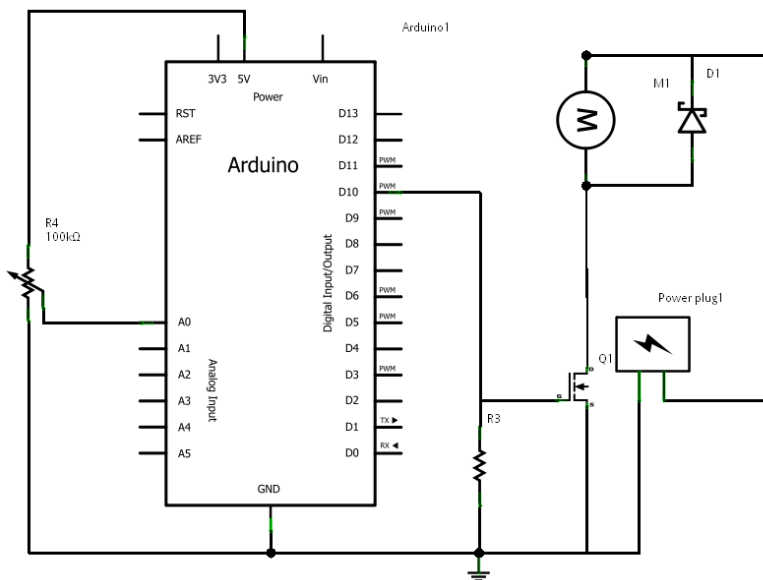 Arduino1
3V3 5V Vin
Power
RST
AREF
Arduino
D13
D12
D11 PWM
D10 PWM
D9 PWM
D8
D7
D6 PWM
D5 PWM
D4
D3 PWM
D2
D1 TX ▶
D0 RX ◀
Digital Input/Output
Analog Input
A0
A1
A2
A3
A4
A5
GND
R4
100kΩ
M1
D1
M
Power plug1
Q1
D
G
S
R3